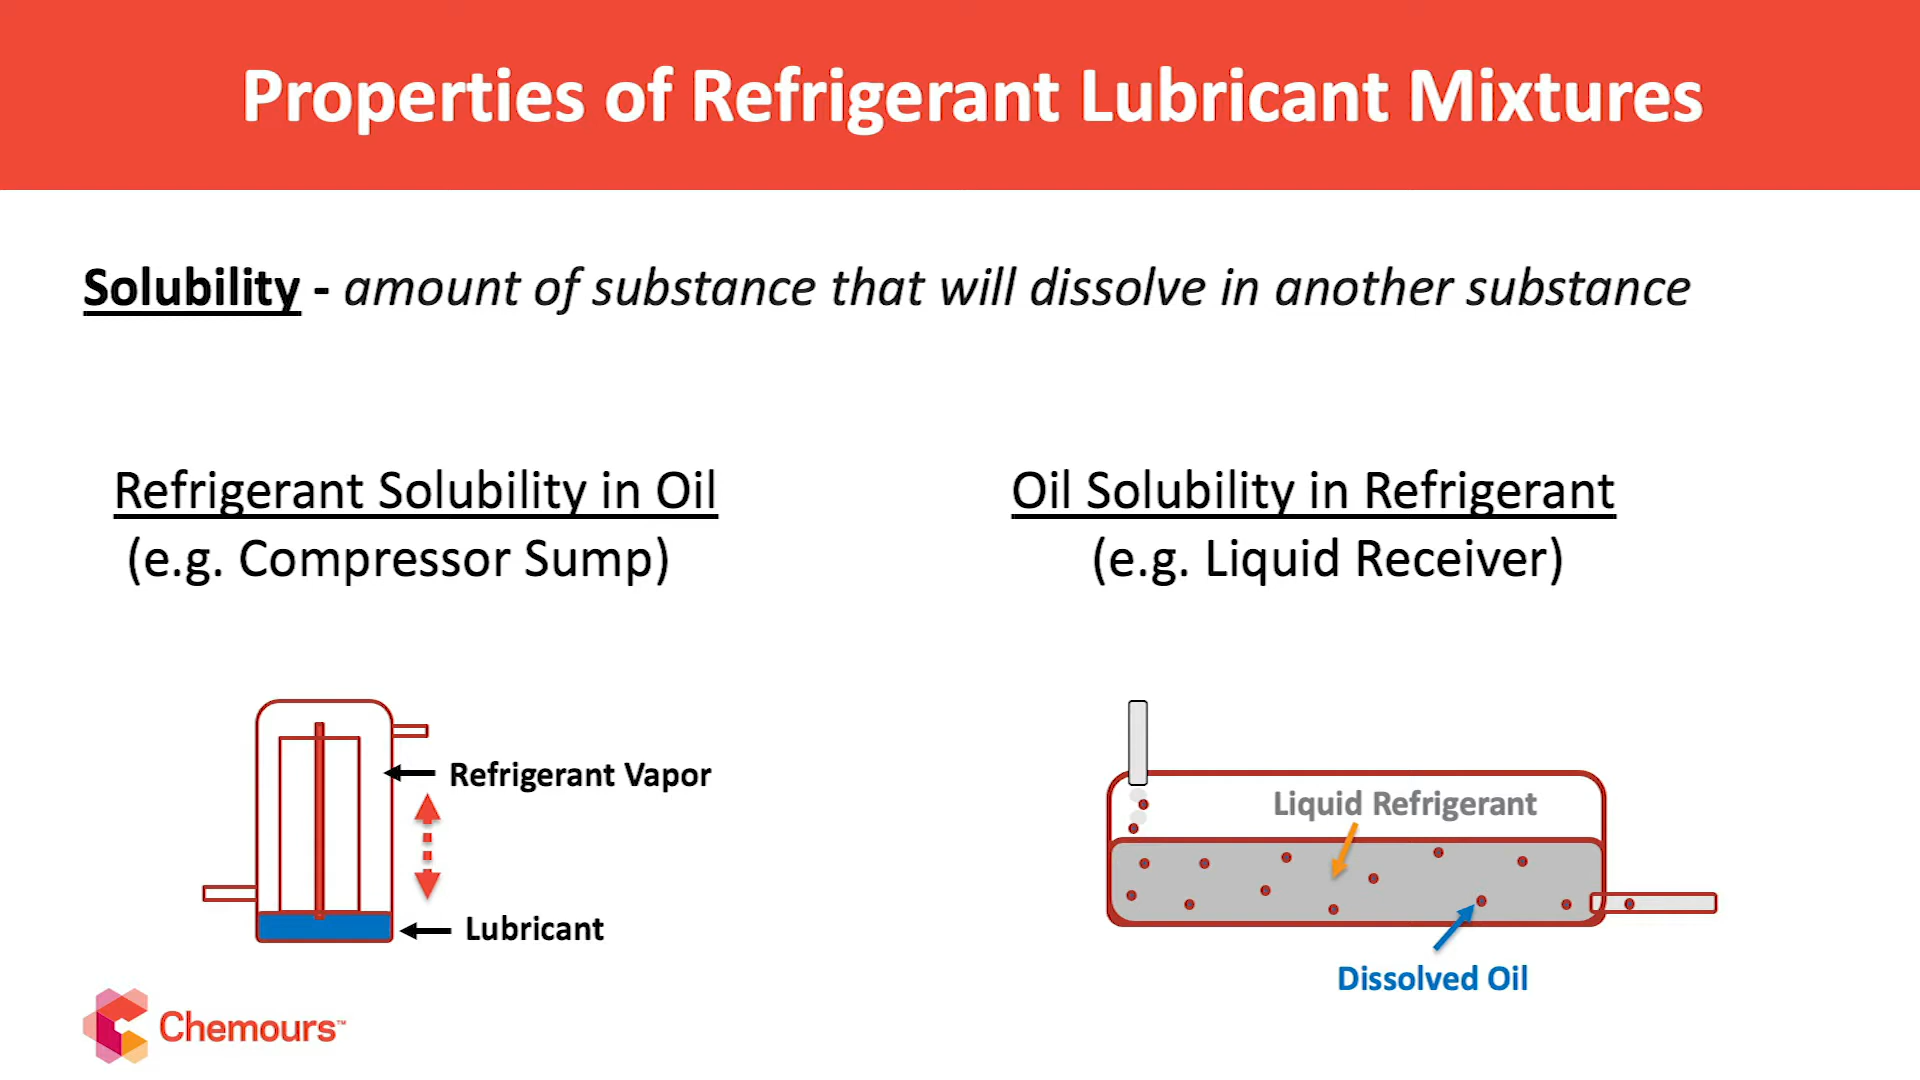 Properties of Refrigerant Lubricant Mixtures
Solubility - amount of substance that will dissolve in another substance
Refrigerant Solubility in Oil
(e.g. Compressor Sump)
Oil Solubility in Refrigerant
(e.g. Liquid Receiver)
Refrigerant Vapor
Lubricant
Liquid Refrigerant
Dissolved Oil
Chemours™